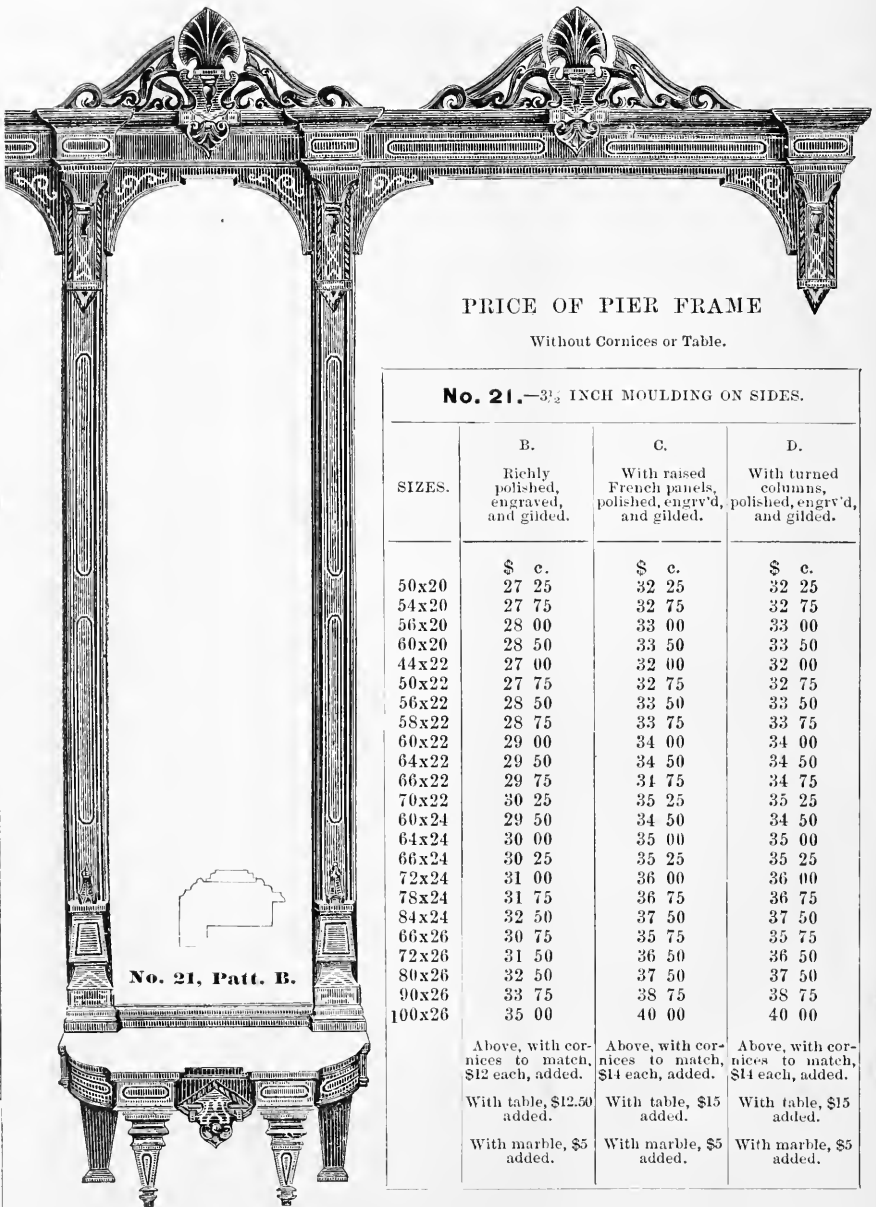 PRICE OF PIER FRAME
Without Cornices or Table.
No. 21.—3½ INCH MOULDING ON SIDES.
SIZES.
B.
Richly
polished,
engraved,
and gilded.
C.
With raised
French panels,
polished, engrv'd,
and gilded.
D.
With turned
columns,
polished, engrv'd,
and gilded.
$ c. $ c. $ c.
50x20 27 25 32 25 32 25
54x20 27 75 32 75 32 75
56x20 28 00 33 00 33 00
60x20 28 50 33 50 33 50
44x22 27 00 32 00 32 00
50x22 27 75 32 75 32 75
56x22 28 50 33 50 33 50
58x22 28 75 33 75 33 75
60x22 29 00 34 00 34 00
64x22 29 50 34 50 34 50
66x22 29 75 34 75 34 75
70x22 30 25 35 25 35 25
60x24 29 50 34 50 34 50
64x24 30 00 35 00 35 00
66x24 30 25 35 25 35 25
72x24 31 00 36 00 36 00
78x24 31 75 36 75 36 75
84x24 32 50 37 50 37 50
66x26 30 75 35 75 35 75
72x26 31 50 36 50 36 50
80x26 32 50 37 50 37 50
90x26 33 75 38 75 38 75
100x26 35 00 40 00 40 00
Above, with cor-
nices to match,
$12 each, added.
With table, $12.50
added.
With marble, $5
added.
Above, with cor-
nices to match,
$14 each, added.
With table, $15
added.
With marble, $5
added.
Above, with cor-
nices to match,
$14 each, added.
With table, $15
added.
With marble, $5
added.
No. 21, Patt. B.